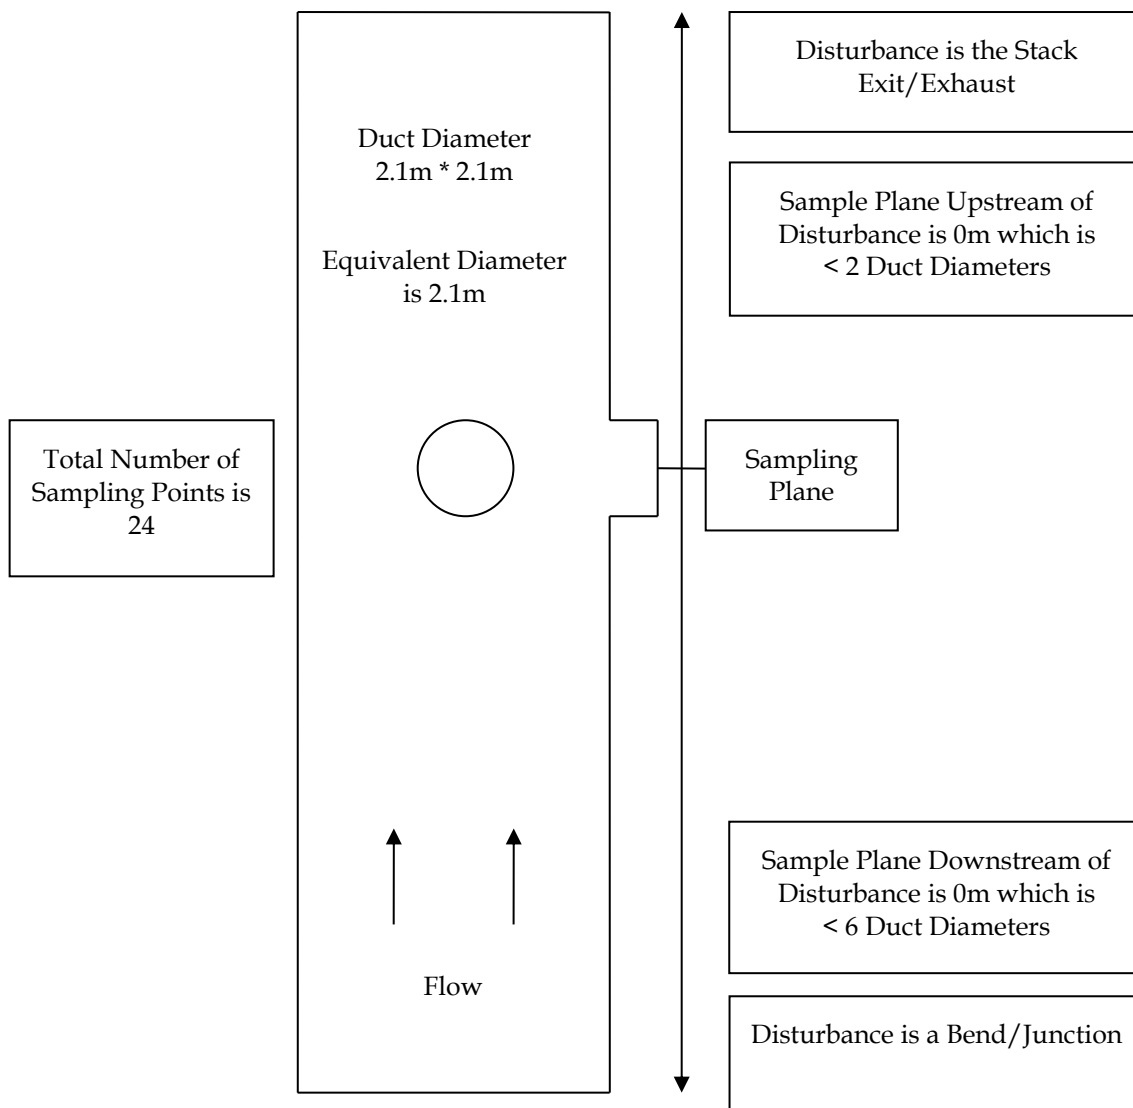 Disturbance is the Stack
Exit/Exhaust
Duct Diameter
2.1m * 2.1m
Sample Plane Upstream of
Disturbance is 0m which is
< 2 Duct Diameters
Equivalent Diameter
is 2.1m
Total Number of
Sampling Points is
24
Sampling
Plane
Sample Plane Downstream of
Disturbance is 0m which is
< 6 Duct Diameters
Flow
Disturbance is a Bend/Junction